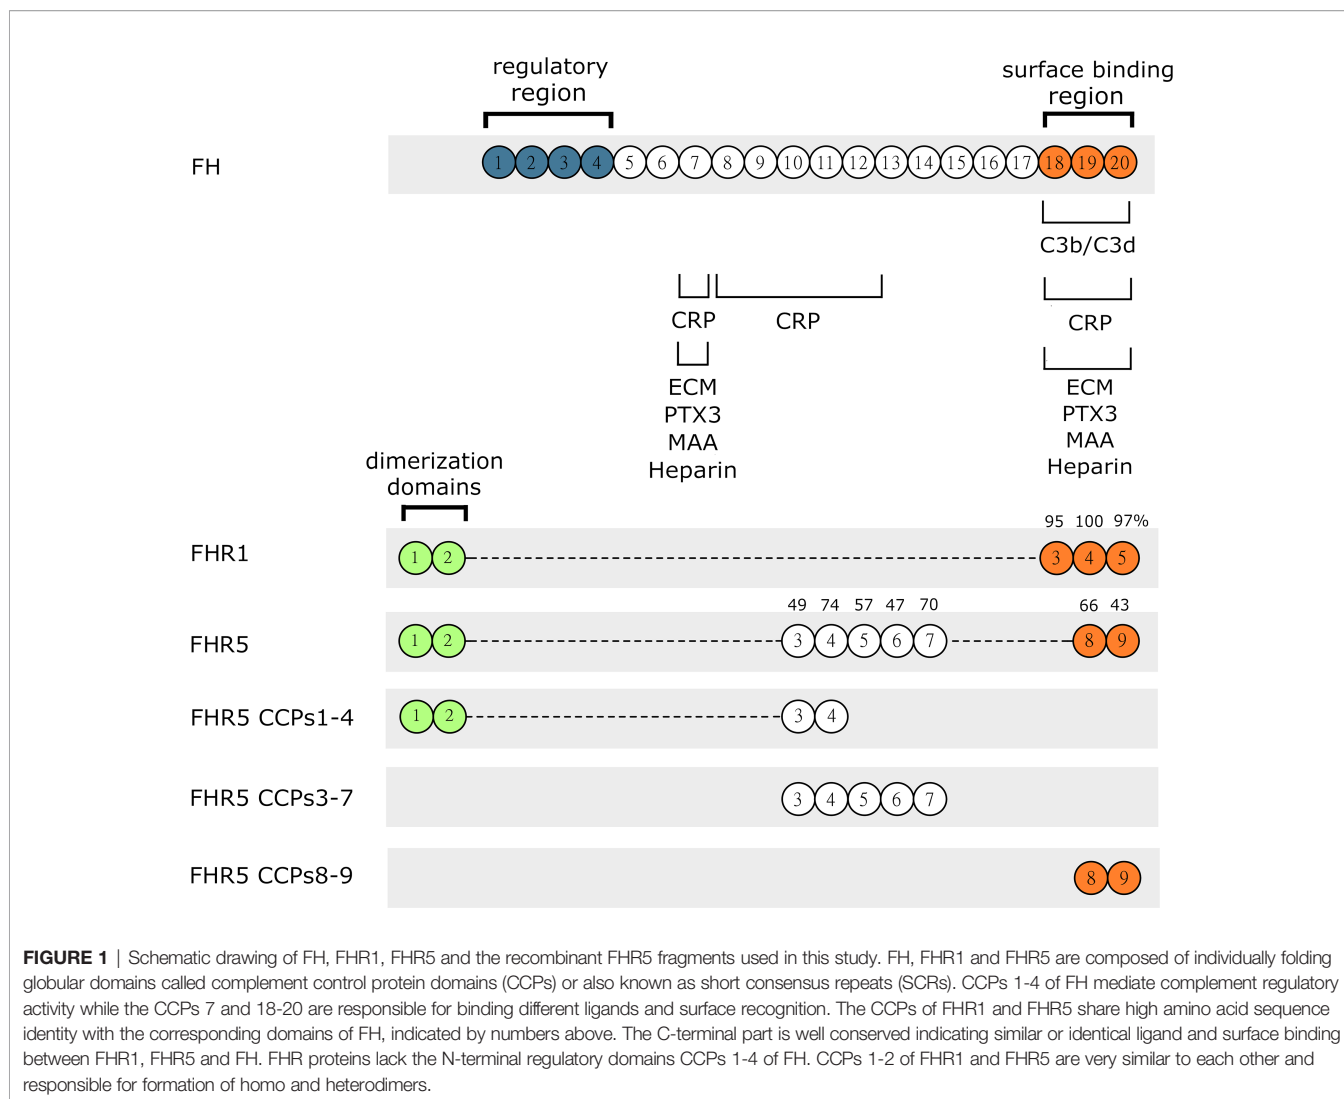 regulatory
region
surface binding
region
FH
1 2 3 4 5 6 7 8 9 10 11 12 13 14 15 16 17 18 19 20
C3b/C3d
CRP CRP CRP
ECM
PTX3
MAA
Heparin
ECM
PTX3
MAA
Heparin
dimerization
domains
95 100 97%
FHR1 1 2 3 4 5
49 74 57 47 70 66 43
FHR5 1 2 3 4 5 6 7 8 9
FHR5 CCPs1-4 1 2 3 4
FHR5 CCPs3-7 3 4 5 6 7
FHR5 CCPs8-9 8 9
FIGURE 1 | Schematic drawing of FH, FHR1, FHR5 and the recombinant FHR5 fragments used in this study. FH, FHR1 and FHR5 are composed of individually folding
globular domains called complement control protein domains (CCPs) or also known as short consensus repeats (SCRs). CCPs 1-4 of FH mediate complement regulatory
activity while the CCPs 7 and 18-20 are responsible for binding different ligands and surface recognition. The CCPs of FHR1 and FHR5 share high amino acid sequence
identity with the corresponding domains of FH, indicated by numbers above. The C-terminal part is well conserved indicating similar or identical ligand and surface binding
between FHR1, FHR5 and FH. FHR proteins lack the N-terminal regulatory domains CCPs 1-4 of FH. CCPs 1-2 of FHR1 and FHR5 are very similar to each other and
responsible for formation of homo and heterodimers.